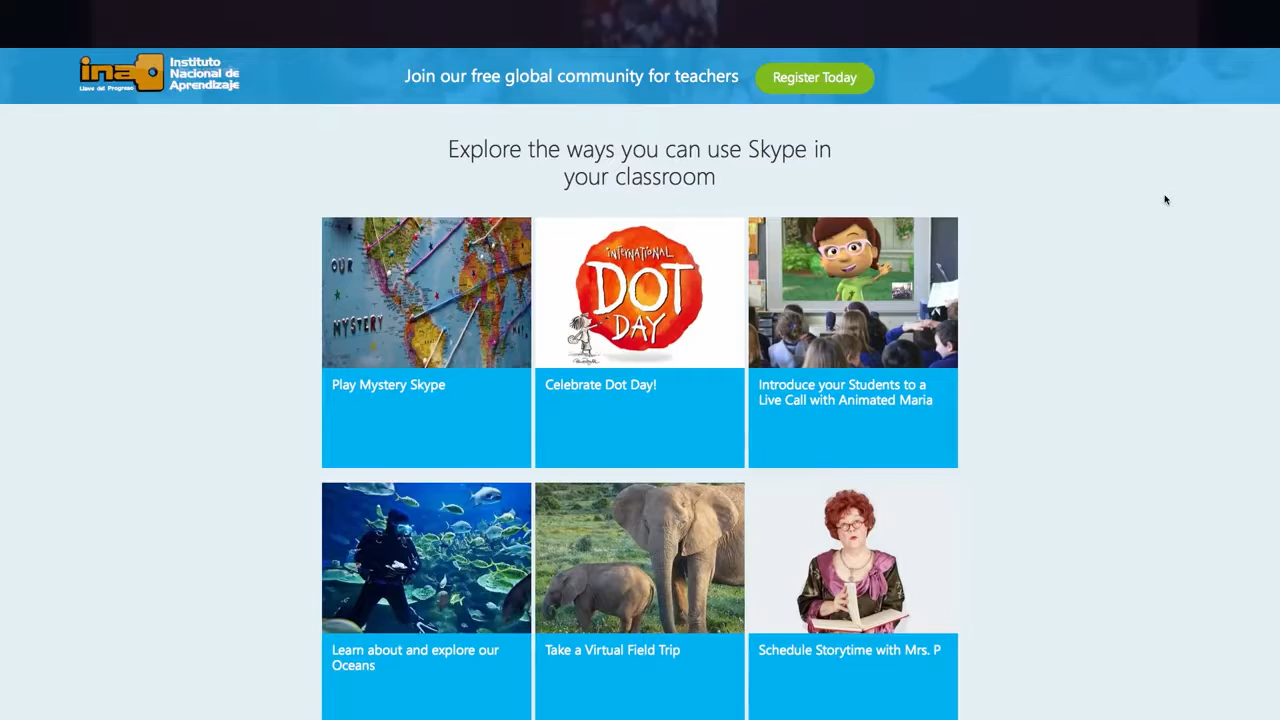 ina
Llave del Progreso
Instituto
Nacional de
Aprendizaje
Join our free global community for teachers
Register Today
Explore the ways you can use Skype in
your classroom
OUR
MYSTERY
INTERNATIONAL
DOT
DAY
Play Mystery Skype
Celebrate Dot Day!
Introduce your Students to a
Live Call with Animated Maria
Learn about and explore our
Oceans
Take a Virtual Field Trip
Schedule Storytime with Mrs. P